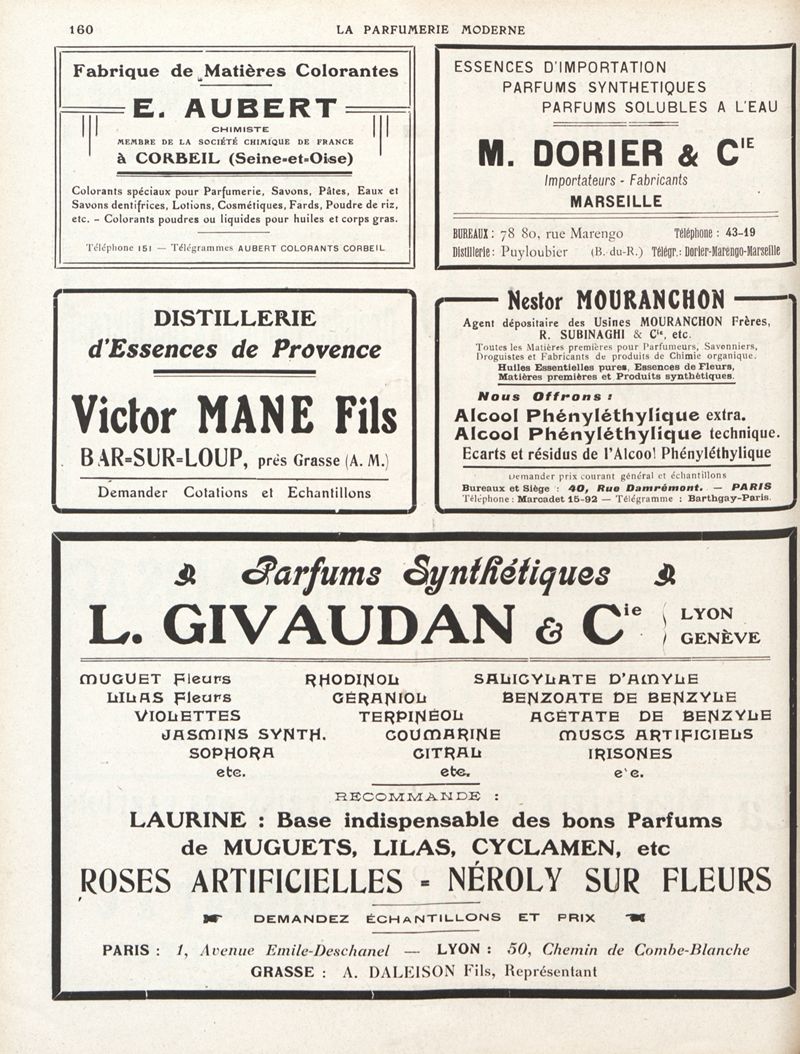 160
LA PARFUMERIE MODERNE
Fabrique de Matières Colorantes
E. AUBERT
CHIMISTE
MEMBRE DE LA SOCIÉTÉ CHIMIQUE DE FRANCE
à CORBEIL (Seine-et-Oise)
Colorants spéciaux pour Parfumerie, Savons, Pâtes, Eaux et
Savons dentifrices, Lotions, Cosmétiques, Fards, Poudre de riz,
etc. - Colorants poudres ou liquides pour huiles et corps gras.
Téléphone 151 — Télégrammes AUBERT COLORANTS CORBEIL
ESSENCES D'IMPORTATION
PARFUMS SYNTHETIQUES
PARFUMS SOLUBLES A L'EAU
M. DORIER & CIE
Importateurs - Fabricants
MARSEILLE
BUREAUX : 78 80, rue Marengo Téléphone : 43-19
Distillerie : Puyloubier (B.-du-R.) Télégr.: Dorier-Marengo-Marseille
DISTILLERIE
d'Essences de Provence
Victor MANE Fils
BAR-SUR-LOUP, près Grasse (A. M.)
Demander Cotations et Echantillons
Nestor MOURANCHON
Agent dépositaire des Usines MOURANCHON Frères,
R. SUBINAGHI & Cie, etc.
Toutes les Matières premières pour Parfumeurs, Savonniers,
Droguistes et Fabricants de produits de Chimie organique.
Huiles Essentielles pures, Essences de Fleurs,
Matières premières et Produits synthétiques.
Nous Offrons :
Alcool Phényléthylique extra.
Alcool Phényléthylique technique.
Ecarts et résidus de l'Alcool Phényléthylique
Demander prix courant général et échantillons
Bureaux et Siège : 40, Rue Damrémont. — PARIS
Téléphone : Marcadet 15-92 — Télégramme : Barthgay-Paris.
Parfums Synthétiques
L. GIVAUDAN & Cie LYON
GENÈVE
MUGUET Fleurs RHODINOL SALICYLATE D'AMYLE
LILAS Fleurs GÉRANIOL BENZOATE DE BENZYLE
VIOLETTES TERPINÉOL ACÉTATE DE BENZYLE
JASMINS SYNTH. COUMARINE MUSCS ARTIFICIELS
SOPHORA CITRAL IRISONES
etc. etc. etc.
RECOMMANDE :
LAURINE : Base indispensable des bons Parfums
de MUGUETS, LILAS, CYCLAMEN, etc
ROSES ARTIFICIELLES - NÉROLY SUR FLEURS
DEMANDEZ ÉCHANTILLONS ET PRIX
PARIS : 1, Avenue Emile-Deschanel — LYON : 50, Chemin de Combe-Blanche
GRASSE : A. DALEISON Fils, Représentant